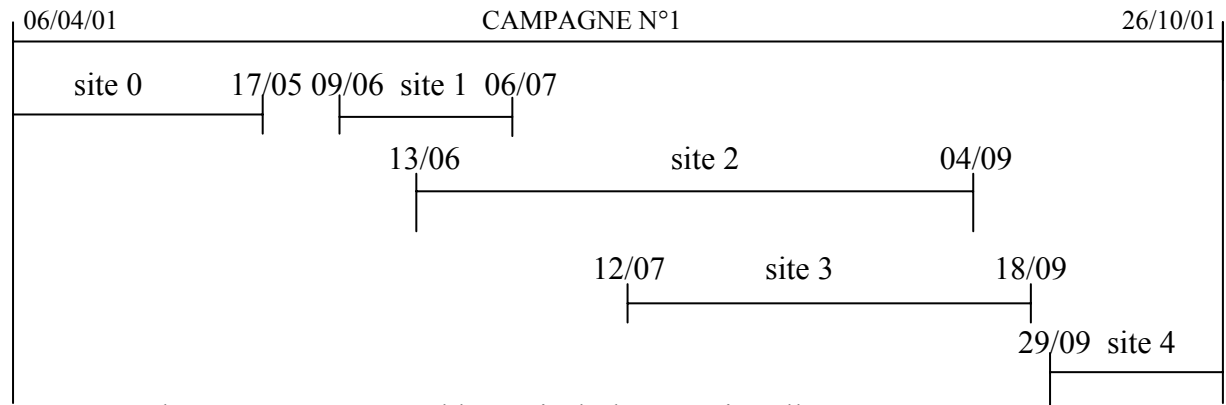 06/04/01 CAMPAGNE N°1 26/10/01
site 0 17/05 09/06 site 1 06/07
13/06 site 2 04/09
12/07 site 3 18/09
29/09 site 4